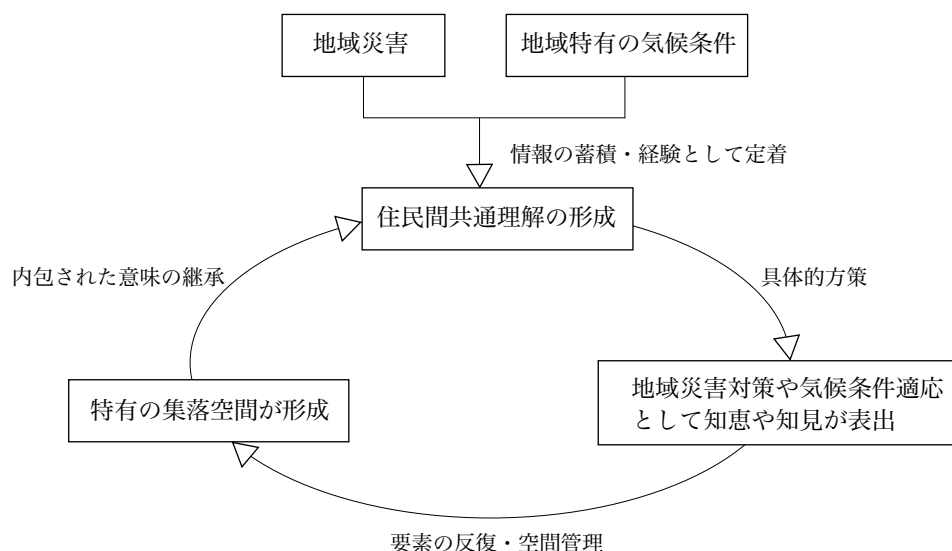 地域災害
地域特有の気候条件
情報の蓄積・経験として定着
住民間共通理解の形成
内包された意味の継承
具体的方策
特有の集落空間が形成
地域災害対策や気候条件適応
として知恵や知見が表出
要素の反復・空間管理